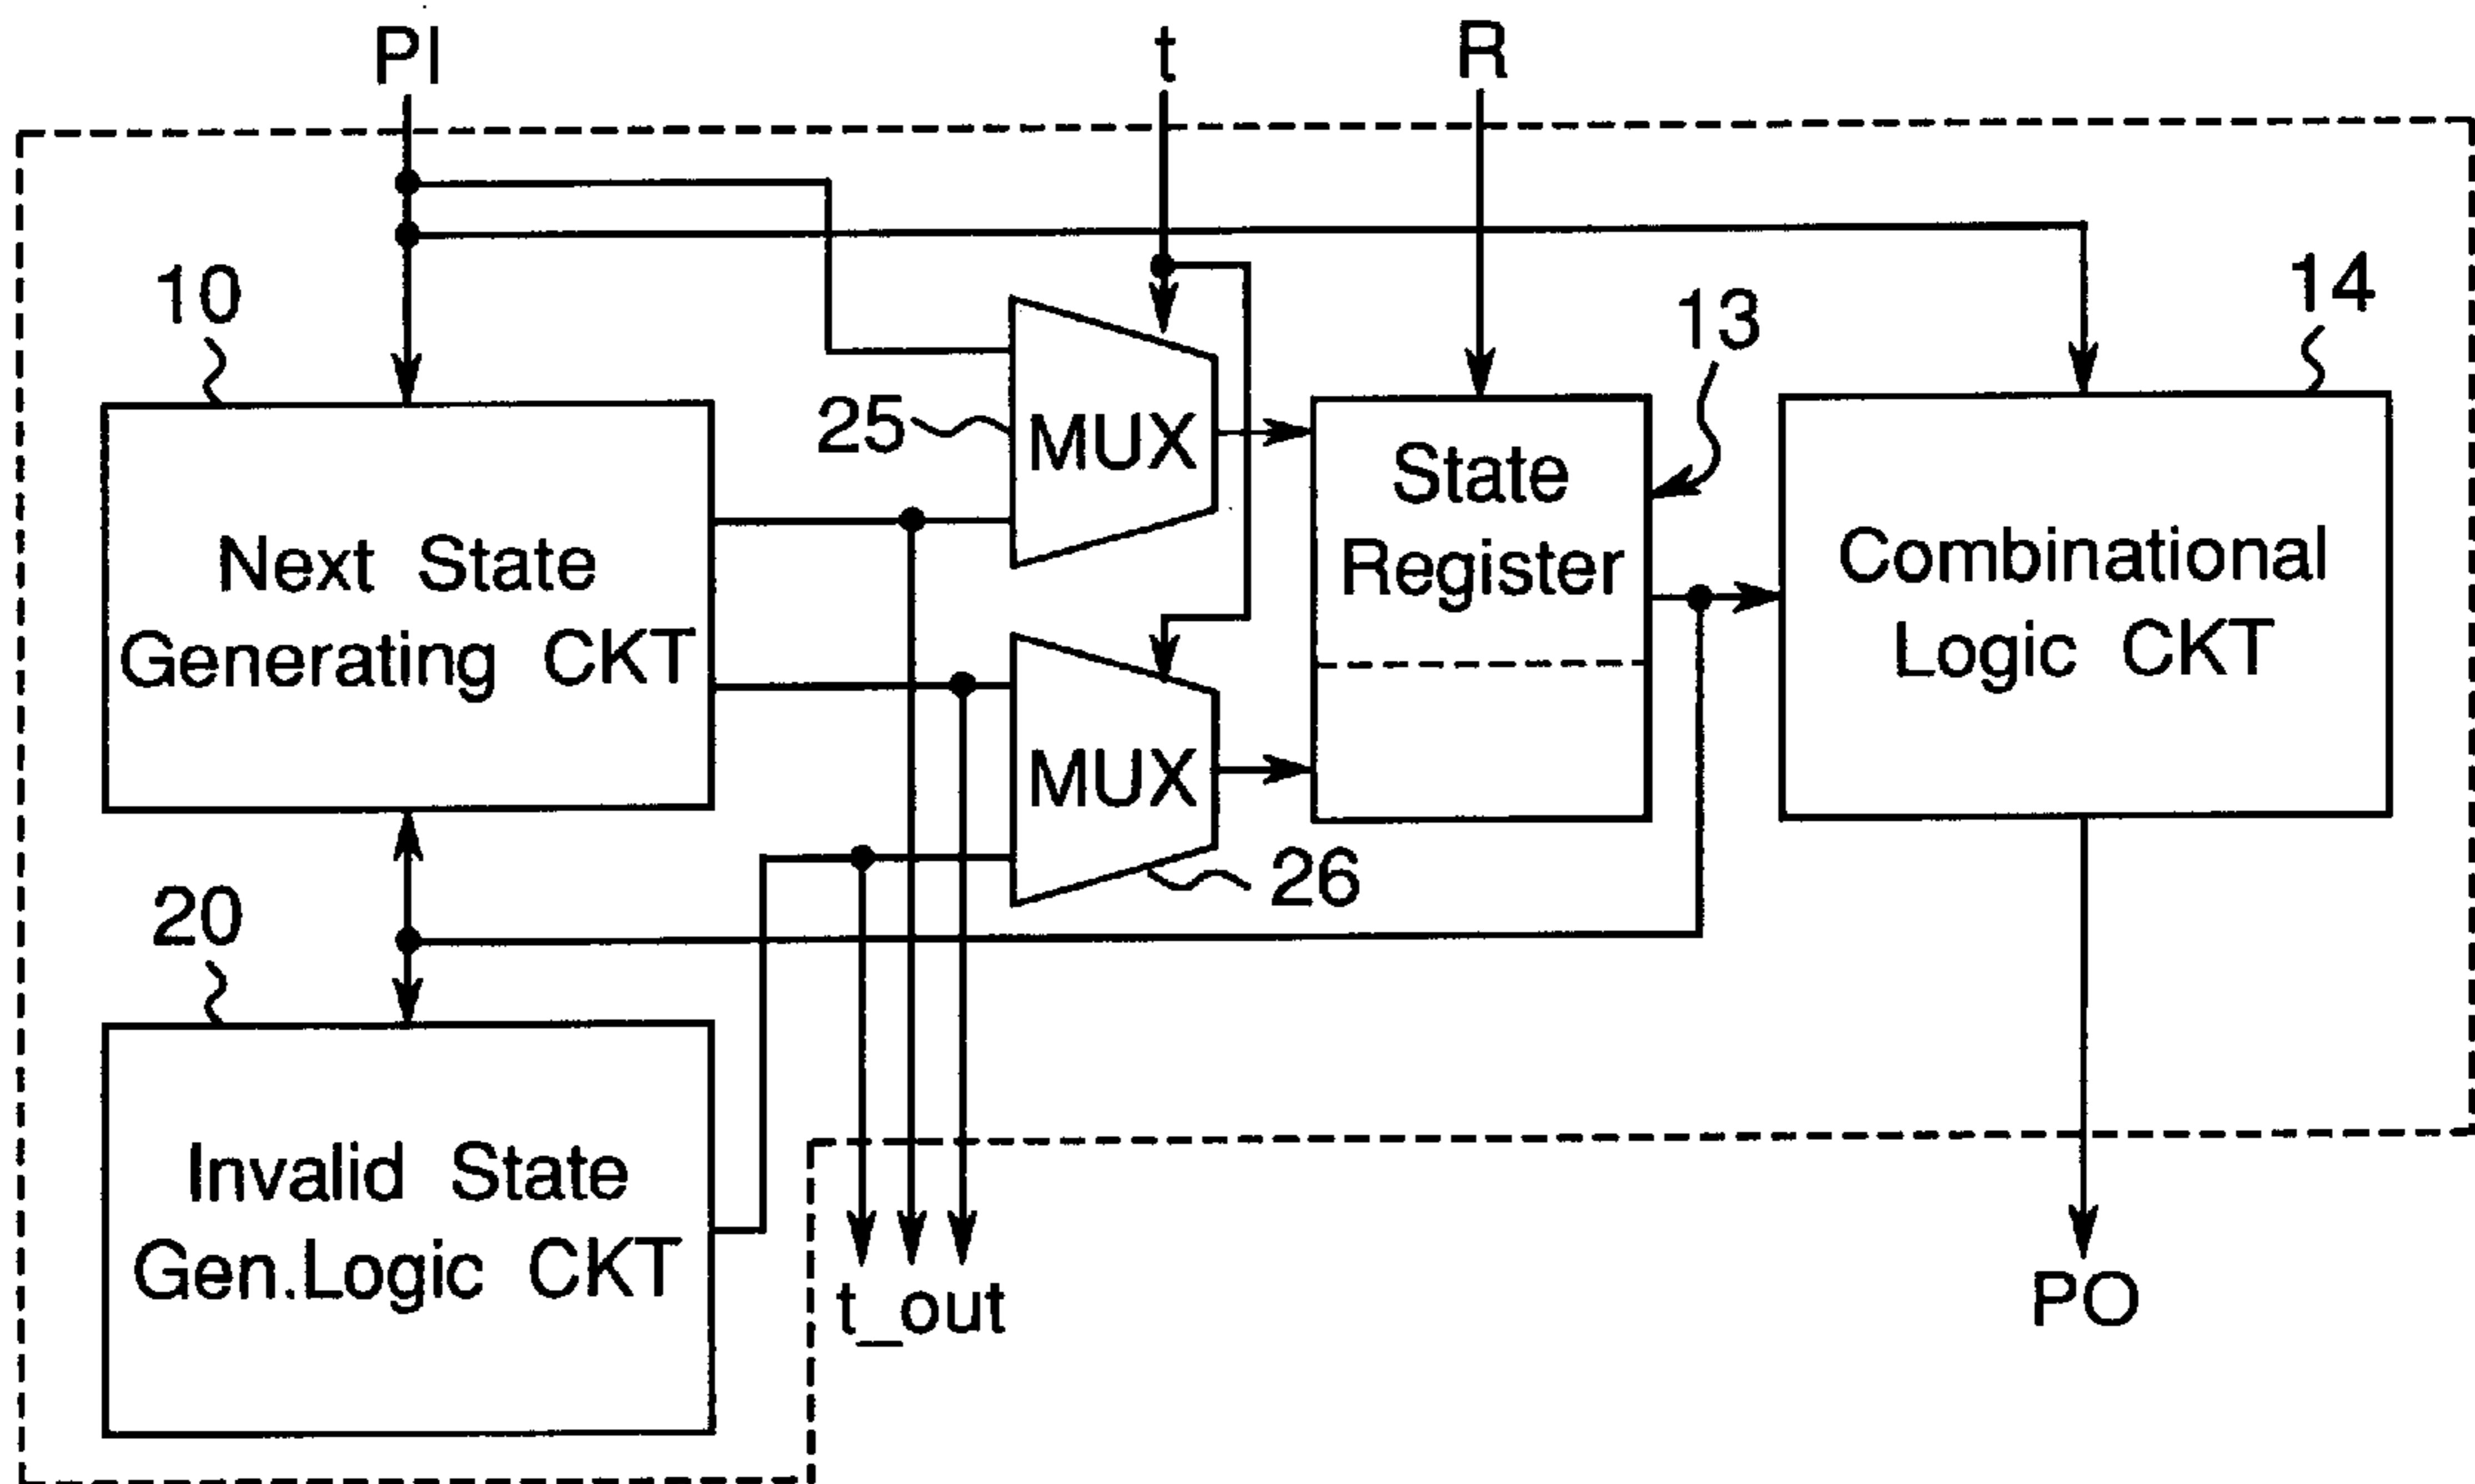 PI
t
R
10
25
MUX
13
14
Next State
Generating CKT
State
Register
Combinational
Logic CKT
MUX
26
20
Invalid State
Gen.Logic CKT
t_out
PO